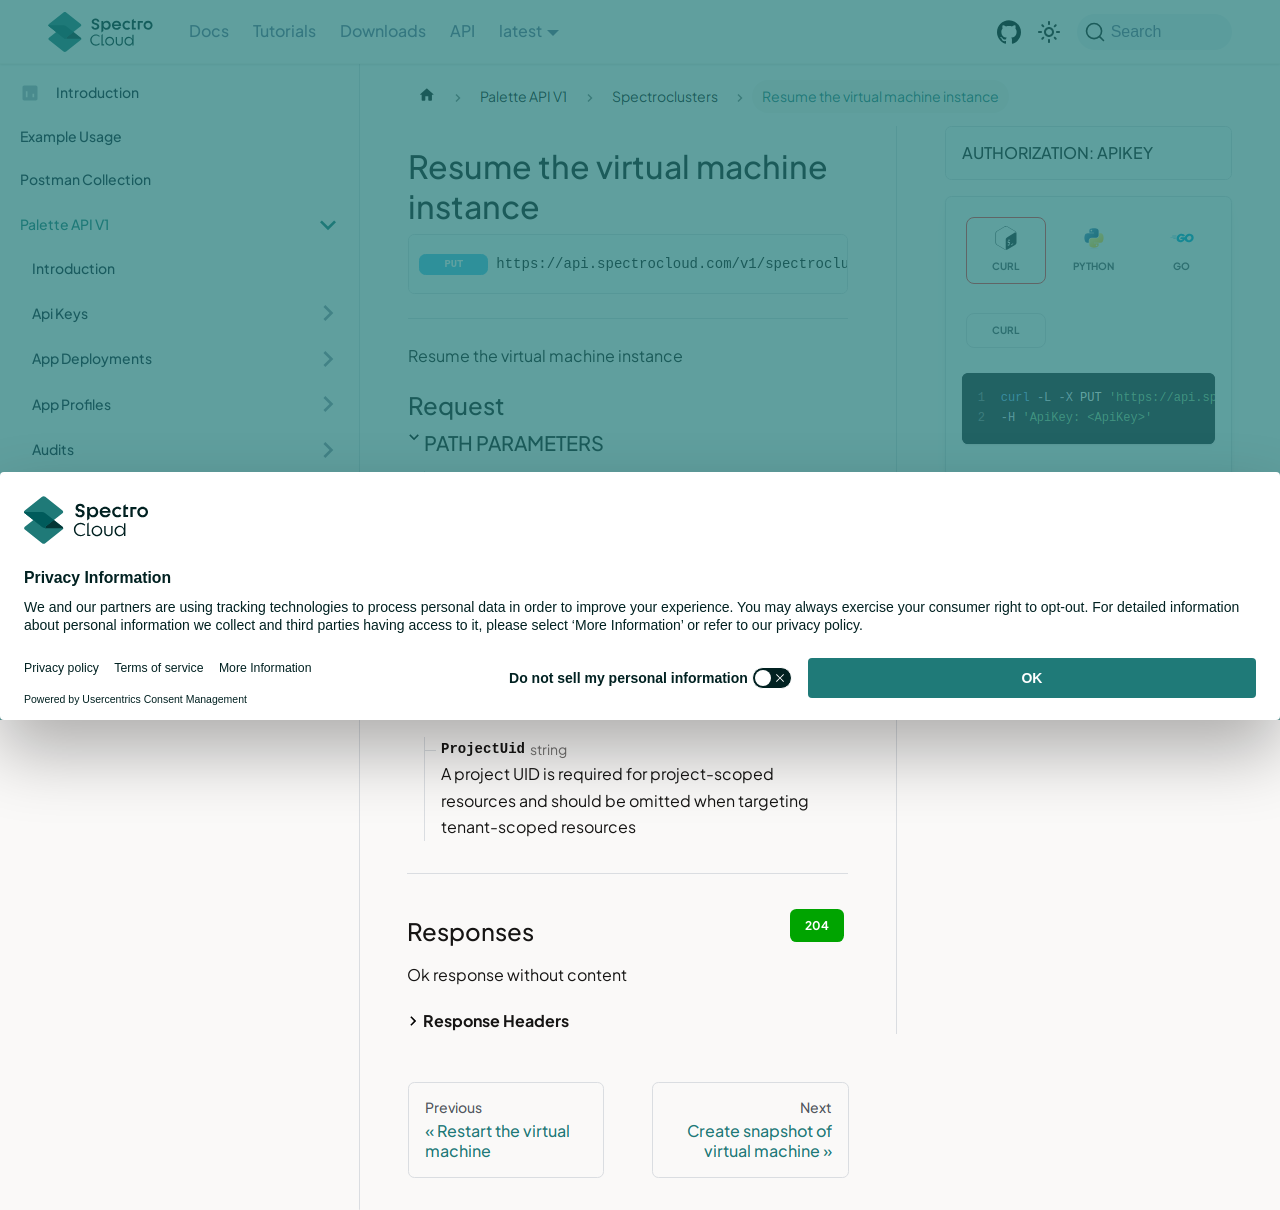 Spectro
Cloud
Docs
Tutorials
Downloads
API
latest
Search
Introduction
Example Usage
Postman Collection
Palette API V1
Introduction
Api Keys
App Deployments
App Profiles
Audits
Palette API V1
Spectroclusters
Resume the virtual machine instance
Resume the virtual machine
instance
PUT https://api.spectrocloud.com/v1/spectroclu
Resume the virtual machine instance
Request
PATH PARAMETERS
AUTHORIZATION: APIKEY
CURL
PYTHON
GO
CURL
1 curl -L -X PUT 'https://api.sp
2 -H 'ApiKey: <ApiKey>'
Spectro
Cloud
Privacy Information
We and our partners are using tracking technologies to process personal data in order to improve your experience. You may always exercise your consumer right to opt-out. For detailed information
about personal information we collect and third parties having access to it, please select ‘More Information’ or refer to our privacy policy.
Privacy policy
Terms of service
More Information
Powered by Usercentrics Consent Management
Do not sell my personal information
OK
ProjectUid string
A project UID is required for project-scoped
resources and should be omitted when targeting
tenant-scoped resources
Responses
204
Ok response without content
Response Headers
Previous
« Restart the virtual
machine
Next
Create snapshot of
virtual machine »